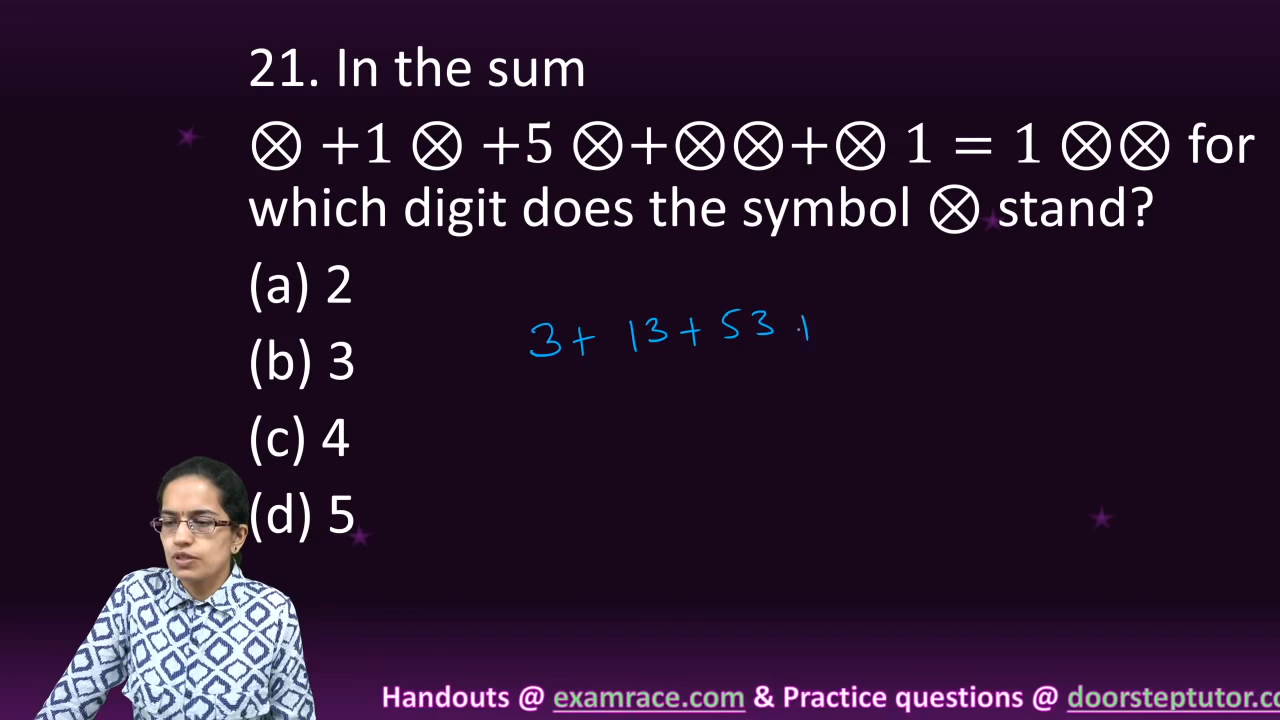 21. In the sum
⊗ +1 ⊗ +5 ⊗+⊗⊗+⊗ 1 = 1 ⊗⊗ for
which digit does the symbol ⊗ stand?
(a) 2
3+ 13+ 53
(b) 3
(c) 4
(d) 5
Handouts @ examrace.com & Practice questions @ doorsteptutor.co